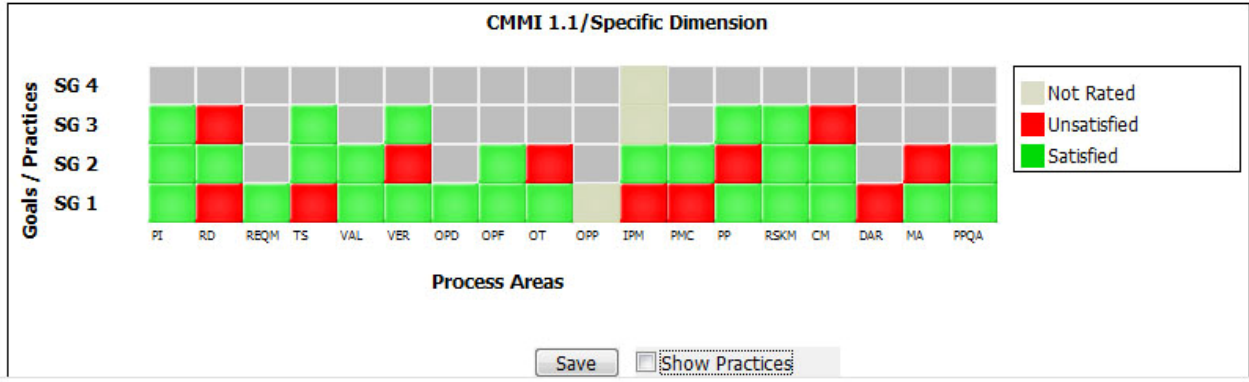 CMMI 1.1/Specific Dimension
Goals / Practices
SG 4
SG 3
SG 2
SG 1
PI RD REQM TS VAL VER OPD OPF OT OPP IPM PMC PP RSKM CM DAR MA PPQA
Process Areas
Not Rated
Unsatisfied
Satisfied
Save Show Practices